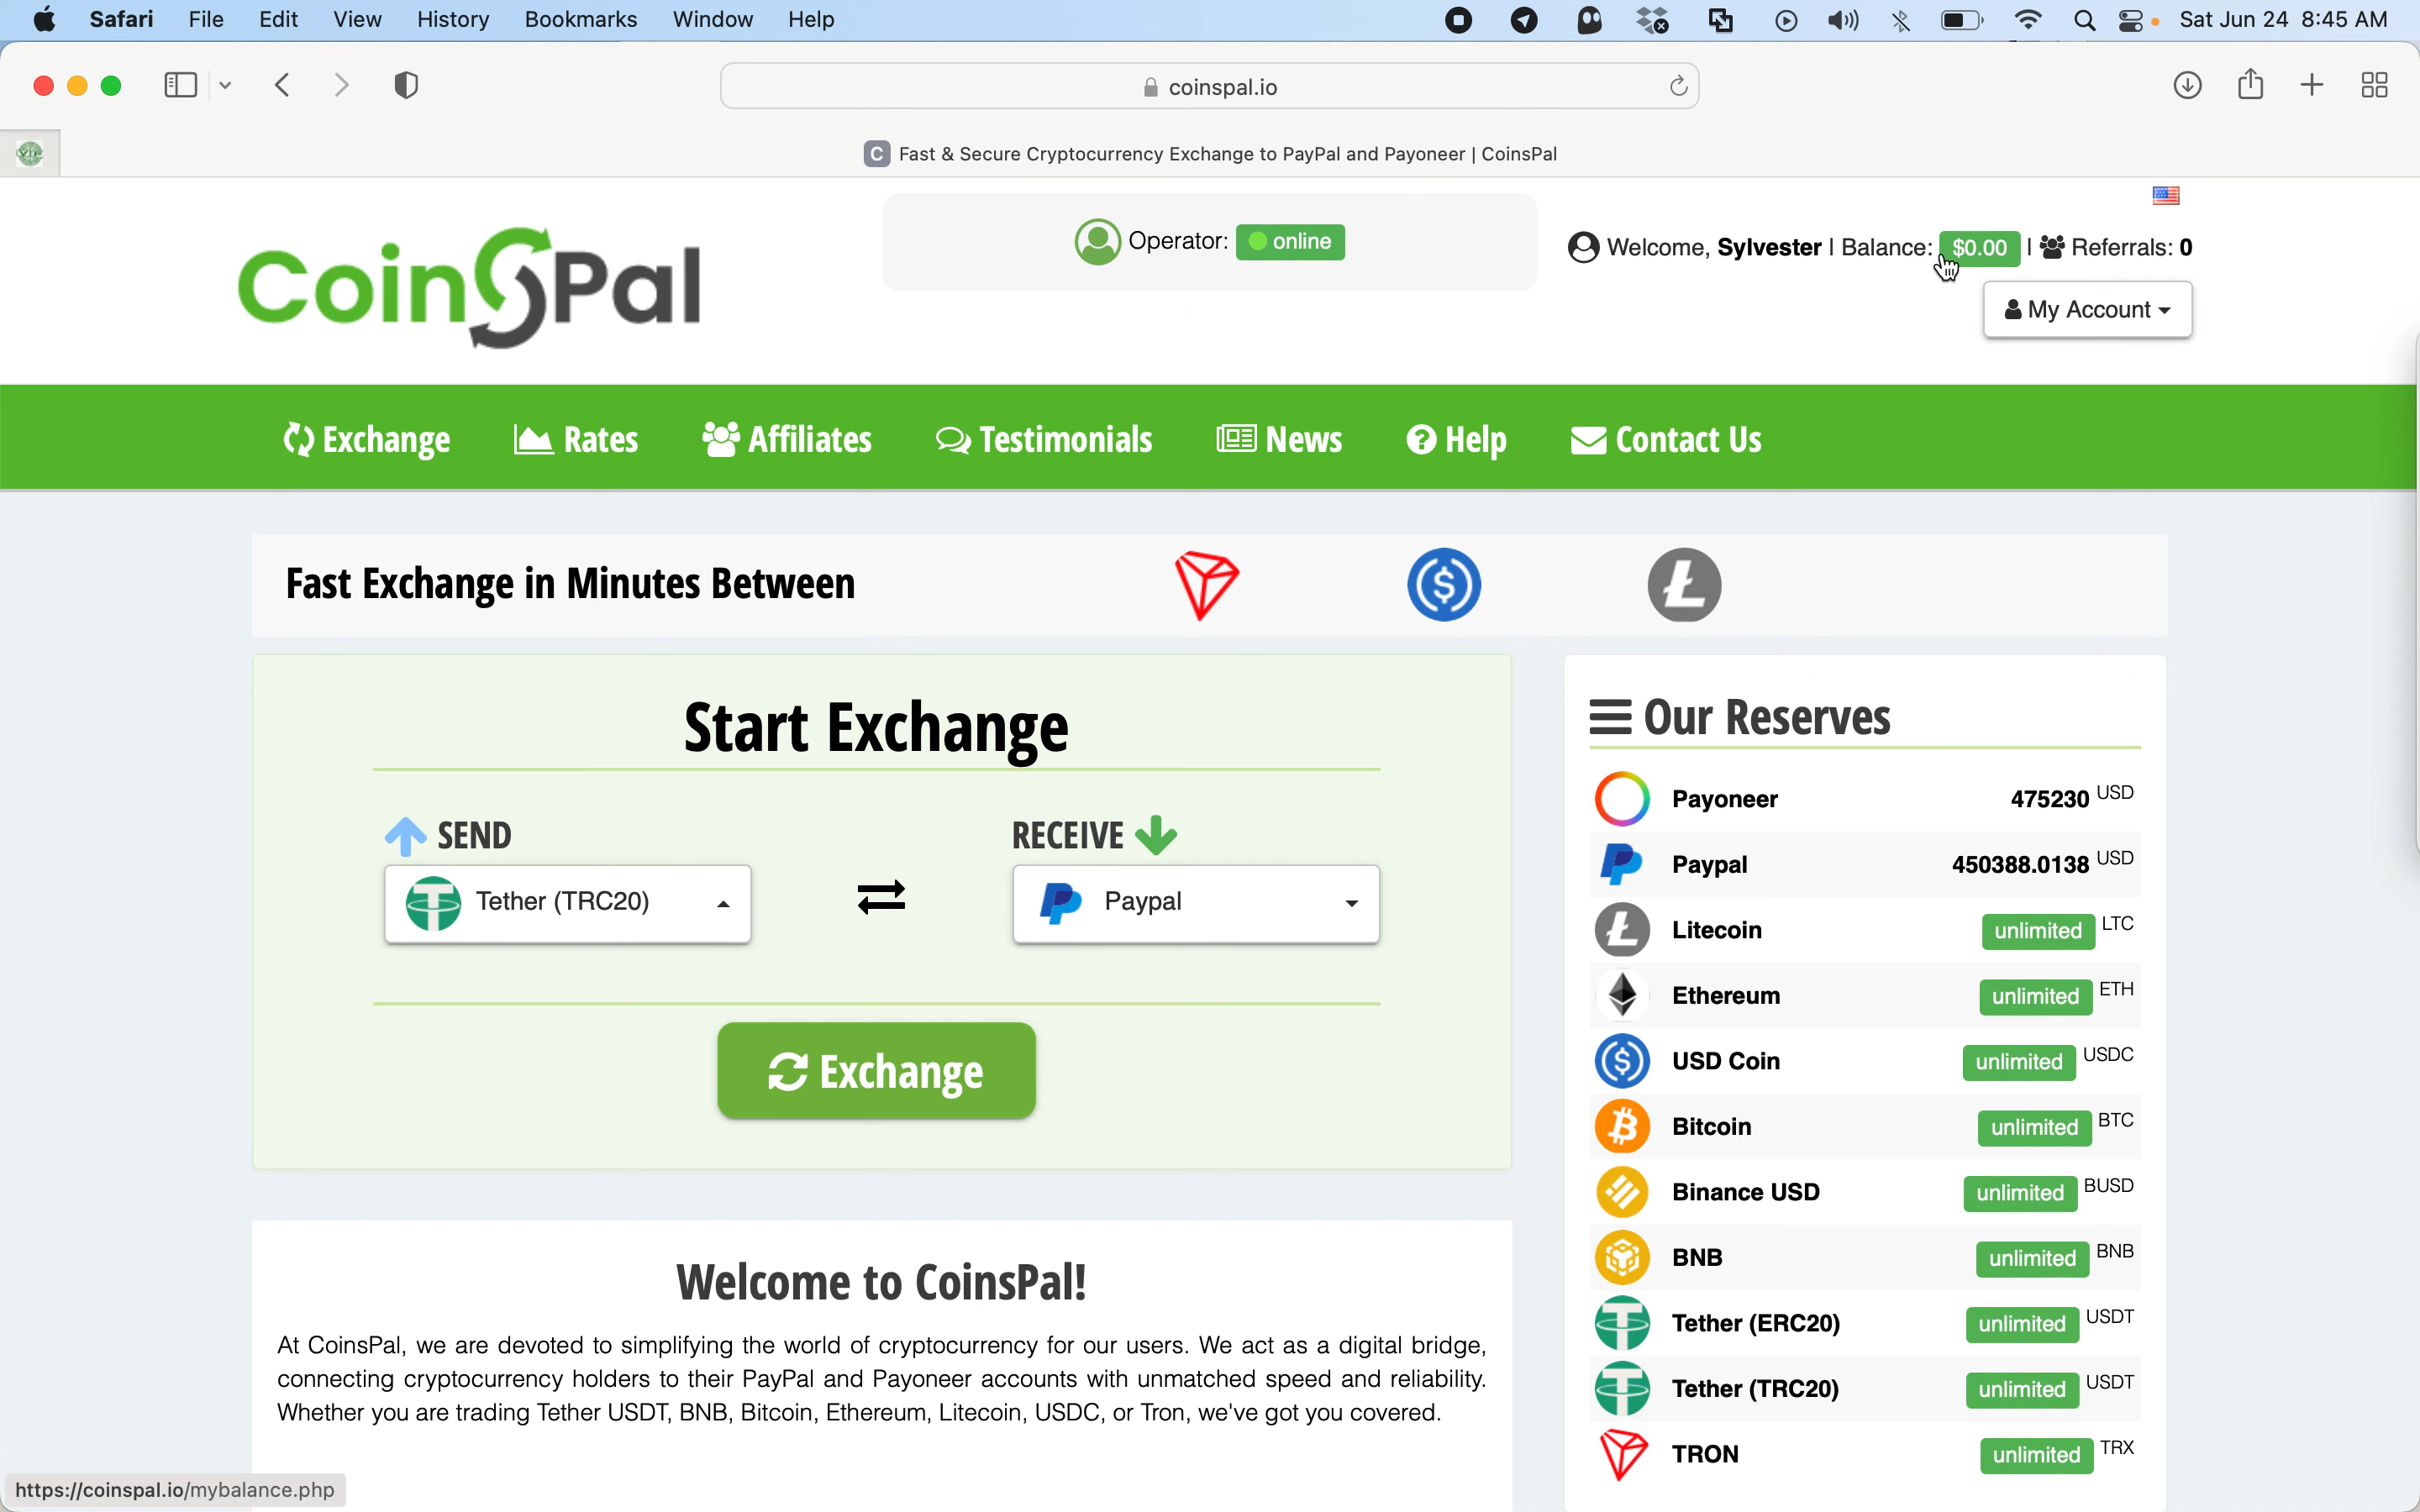 Safari File Edit View History Bookmarks Window Help Sat Jun 24 8:45 AM
coinspal.io
C Fast & Secure Cryptocurrency Exchange to PayPal and Payoneer | CoinsPal
CoinsPal
Operator: online
Welcome, Sylvester | Balance: $0.00 | Referrals: 0
My Account
Exchange Rates Affiliates Testimonials News Help Contact Us
Fast Exchange in Minutes Between
Start Exchange
SEND
RECEIVE
Tether (TRC20)
Paypal
Exchange
Welcome to CoinsPal!
At CoinsPal, we are devoted to simplifying the world of cryptocurrency for our users. We act as a digital bridge,
connecting cryptocurrency holders to their PayPal and Payoneer accounts with unmatched speed and reliability.
Whether you are trading Tether USDT, BNB, Bitcoin, Ethereum, Litecoin, USDC, or Tron, we've got you covered.
Our Reserves
Payoneer 475230 USD
Paypal 450388.0138 USD
Litecoin unlimited LTC
Ethereum unlimited ETH
USD Coin unlimited USDC
Bitcoin unlimited BTC
Binance USD unlimited BUSD
BNB unlimited BNB
Tether (ERC20) unlimited USDT
Tether (TRC20) unlimited USDT
TRON unlimited TRX
https://coinspal.io/mybalance.php